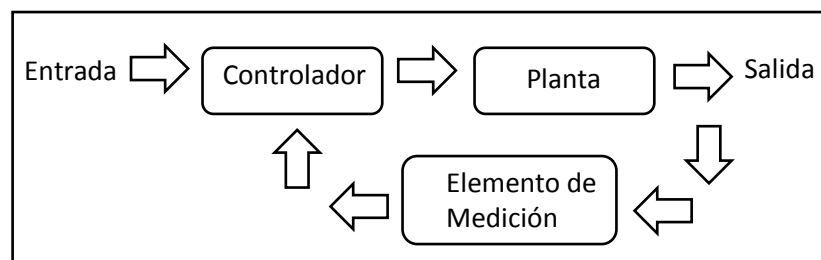 Entrada
Controlador
Planta
Salida
Elemento de
Medición